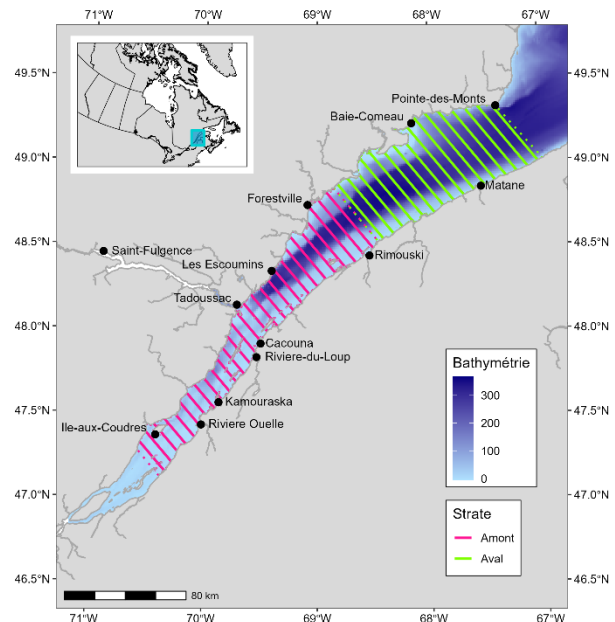 71°W 70°W 69°W 68°W 67°W
49.5°N 49.5°N
Pointe-des-Monts
Baie-Comeau
49.0°N 49.0°N
Matane
Forestville
48.5°N 48.5°N
Saint-Fulgence
Rimouski
Les Escoumins
Tadoussac
48.0°N 48.0°N
Cacouna
Riviere-du-Loup
47.5°N 47.5°N
Kamouraska
Ile-aux-Coudres
Riviere Ouelle
47.0°N 47.0°N
46.5°N 46.5°N
Bathymétrie
300
200
100
0
Strate
Amont
Aval
80 km
71°W 70°W 69°W 68°W 67°W